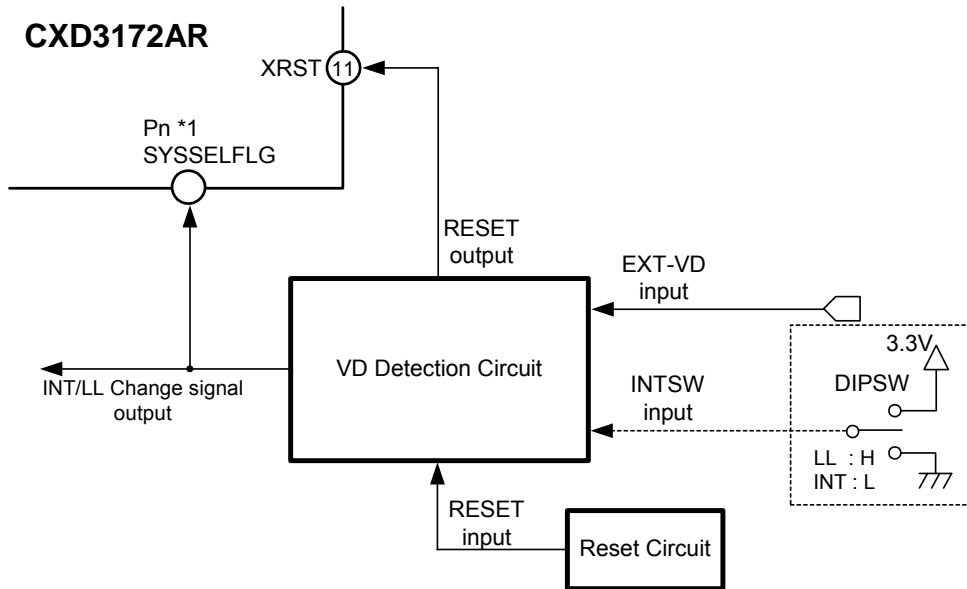 CXD3172AR
XRST
11
Pn *1
SYSSELFLG
RESET
output
EXT-VD
input
3.3V
DIPSW
VD Detection Circuit
INTSW
input
INT/LL Change signal
output
LL : H
INT : L
RESET
input
Reset Circuit